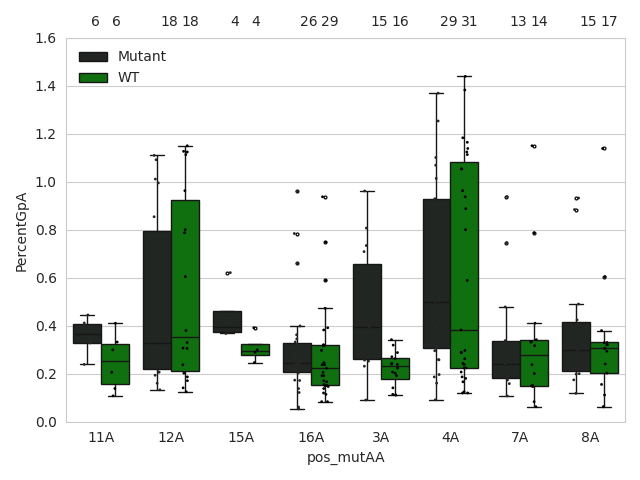 6 6 18 18 4 4 26 29 15 16 29 31 13 14 15 17
1.6
Mutant
WT
1.4
1.2
1.0
0.8
0.6
0.4
0.2
0.0
PercentGpA
11A 12A 15A 16A 3A 4A 7A 8A
pos_mutAA